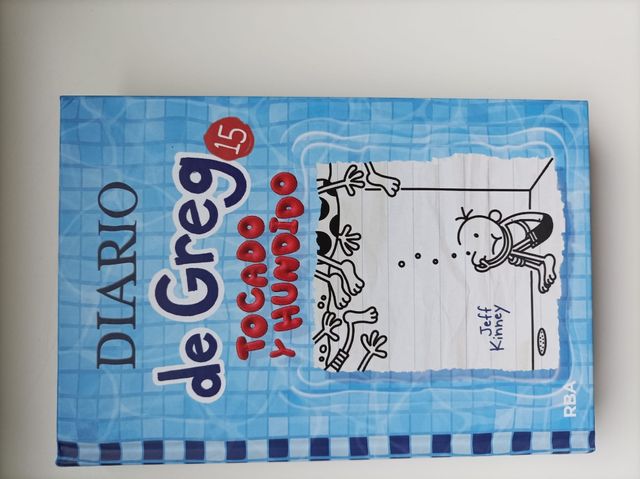 DIARIO
de Greg
15
TOCADO
Y HUNDIDO
Jeff
Kinney
RBA